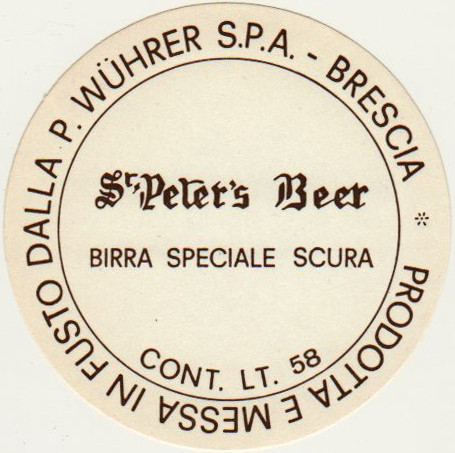 PRODOTTA E MESSA IN FUSTO DALLA P. WÜHRER S.P.A. - BRESCIA *
St. Peter's Beer
BIRRA SPECIALE SCURA
CONT. LT. 58